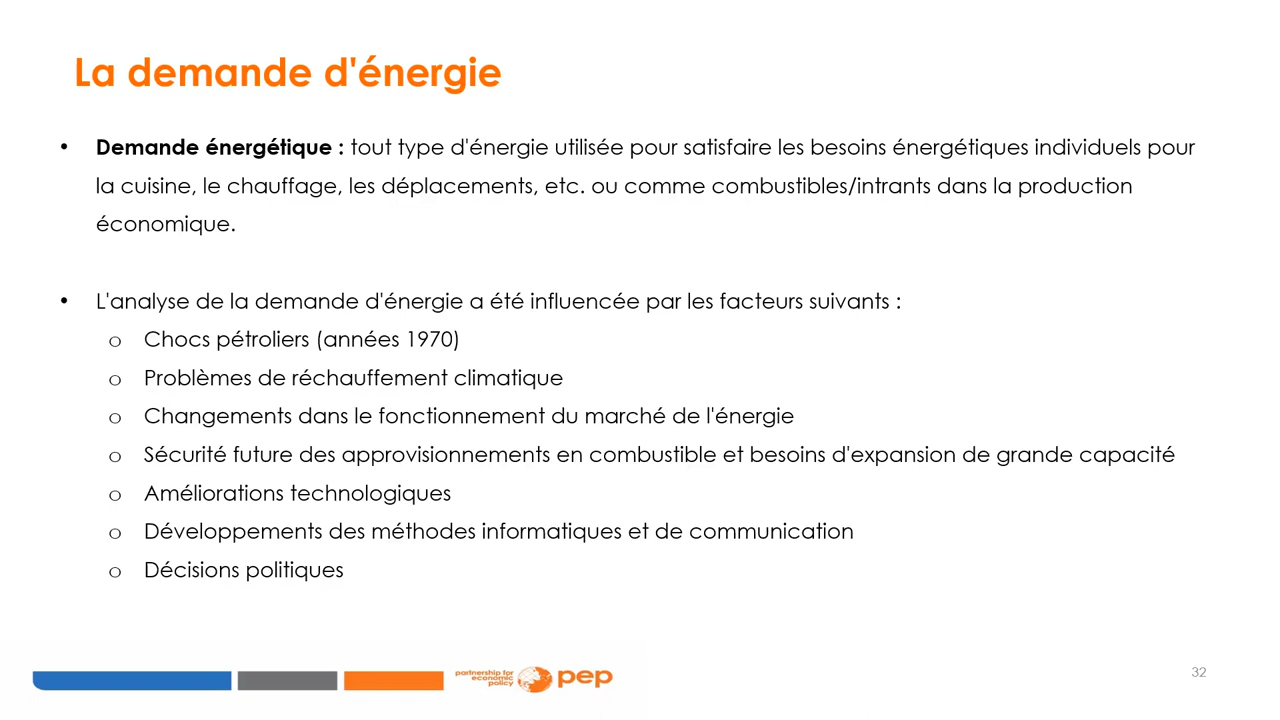 La demande d'énergie
• Demande énergétique : tout type d'énergie utilisée pour satisfaire les besoins énergétiques individuels pour
la cuisine, le chauffage, les déplacements, etc. ou comme combustibles/intrants dans la production
économique.
• L'analyse de la demande d'énergie a été influencée par les facteurs suivants :
o Chocs pétroliers (années 1970)
o Problèmes de réchauffement climatique
o Changements dans le fonctionnement du marché de l'énergie
o Sécurité future des approvisionnements en combustible et besoins d'expansion de grande capacité
o Améliorations technologiques
o Développements des méthodes informatiques et de communication
o Décisions politiques
partnership for
economic
policy
pep
32